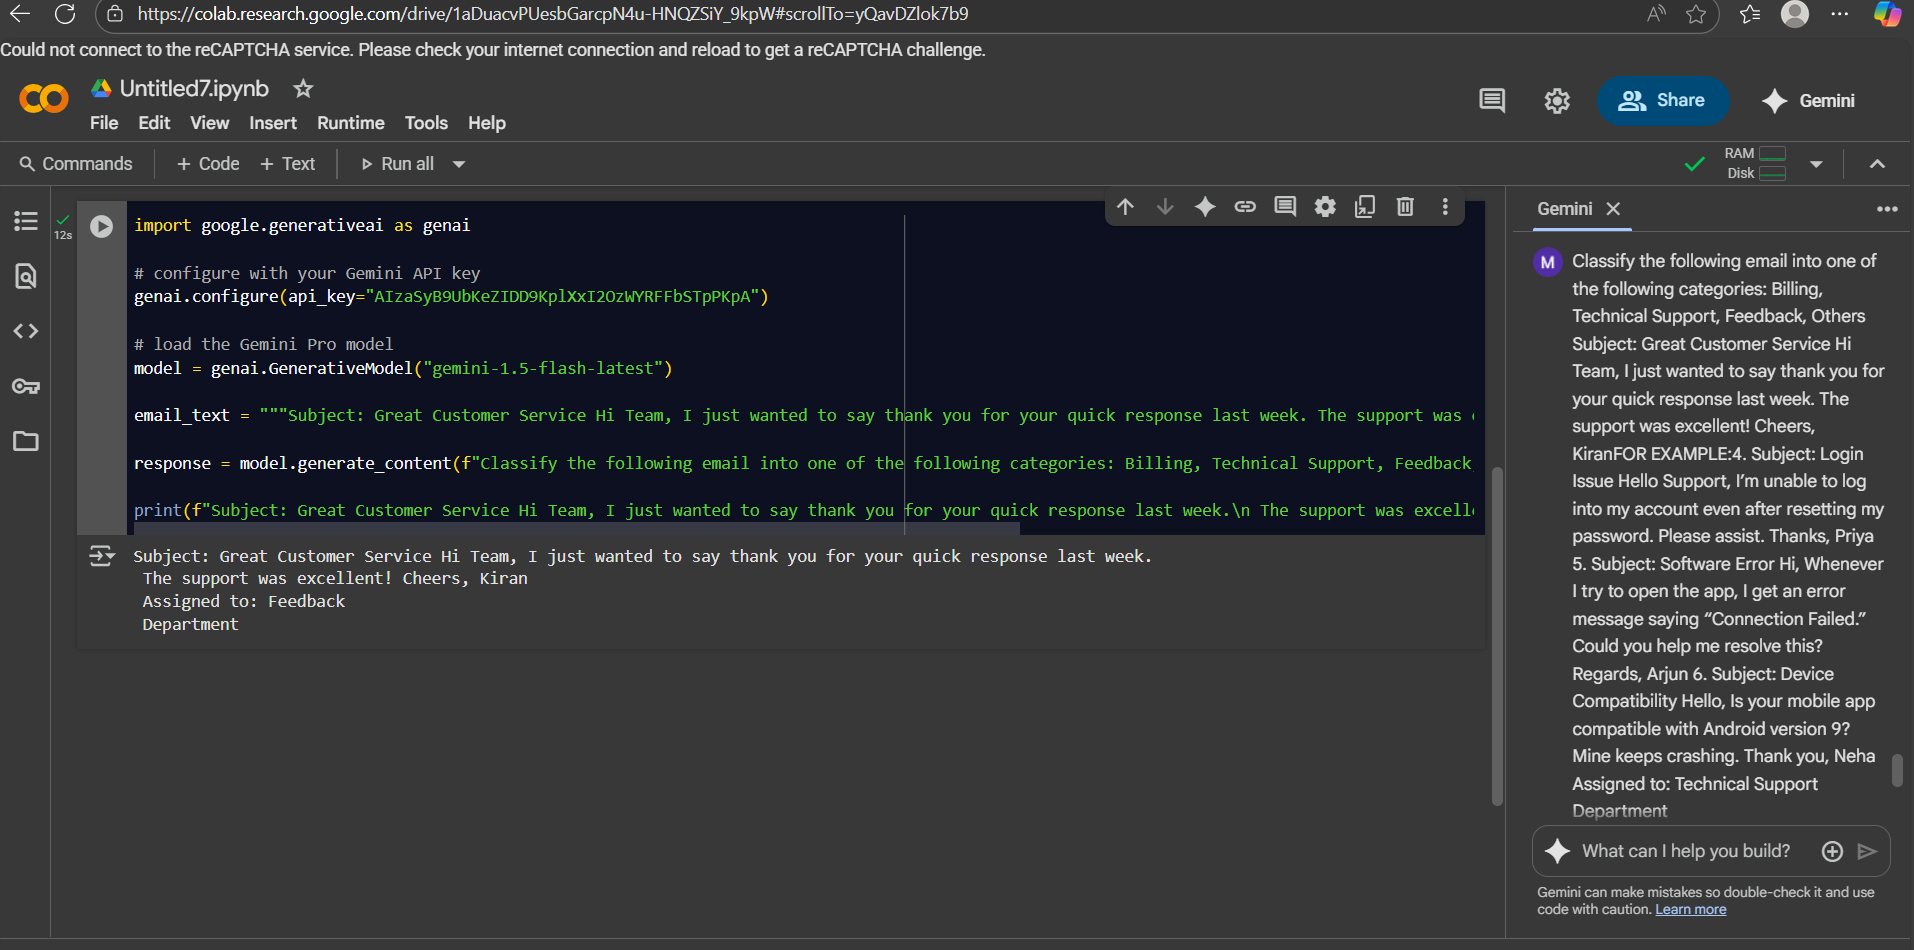 https://colab.research.google.com/drive/1aDuacvPUesbGarcpN4u-HNQZSiY_9kpW#scrollTo=yQavDZlok7b9
Could not connect to the reCAPTCHA service. Please check your internet connection and reload to get a reCAPTCHA challenge.
Untitled7.ipynb
File Edit View Insert Runtime Tools Help
Share
Gemini
Commands
+ Code + Text
Run all
RAM
Disk
12s
import google.generativeai as genai
# configure with your Gemini API key
genai.configure(api_key="AIzaSyB9UbKeZIDD9KplXxI2OzWYRFFbSTpPKpA")
# load the Gemini Pro model
model = genai.GenerativeModel("gemini-1.5-flash-latest")
email_text = """Subject: Great Customer Service Hi Team, I just wanted to say thank you for your quick response last week. The support was
response = model.generate_content(f"Classify the following email into one of the following categories: Billing, Technical Support, Feedback,
print(f"Subject: Great Customer Service Hi Team, I just wanted to say thank you for your quick response last week.\n The support was excelle
Subject: Great Customer Service Hi Team, I just wanted to say thank you for your quick response last week.
The support was excellent! Cheers, Kiran
Assigned to: Feedback
Department
Gemini
M
Classify the following email into one of
the following categories: Billing,
Technical Support, Feedback, Others
Subject: Great Customer Service Hi
Team, I just wanted to say thank you for
your quick response last week. The
support was excellent! Cheers,
KiranFOR EXAMPLE:4. Subject: Login
Issue Hello Support, I’m unable to log
into my account even after resetting my
password. Please assist. Thanks, Priya
5. Subject: Software Error Hi, Whenever
I try to open the app, I get an error
message saying “Connection Failed.”
Could you help me resolve this?
Regards, Arjun 6. Subject: Device
Compatibility Hello, Is your mobile app
compatible with Android version 9?
Mine keeps crashing. Thank you, Neha
Assigned to: Technical Support
Department
What can I help you build?
Gemini can make mistakes so double-check it and use
code with caution. Learn more